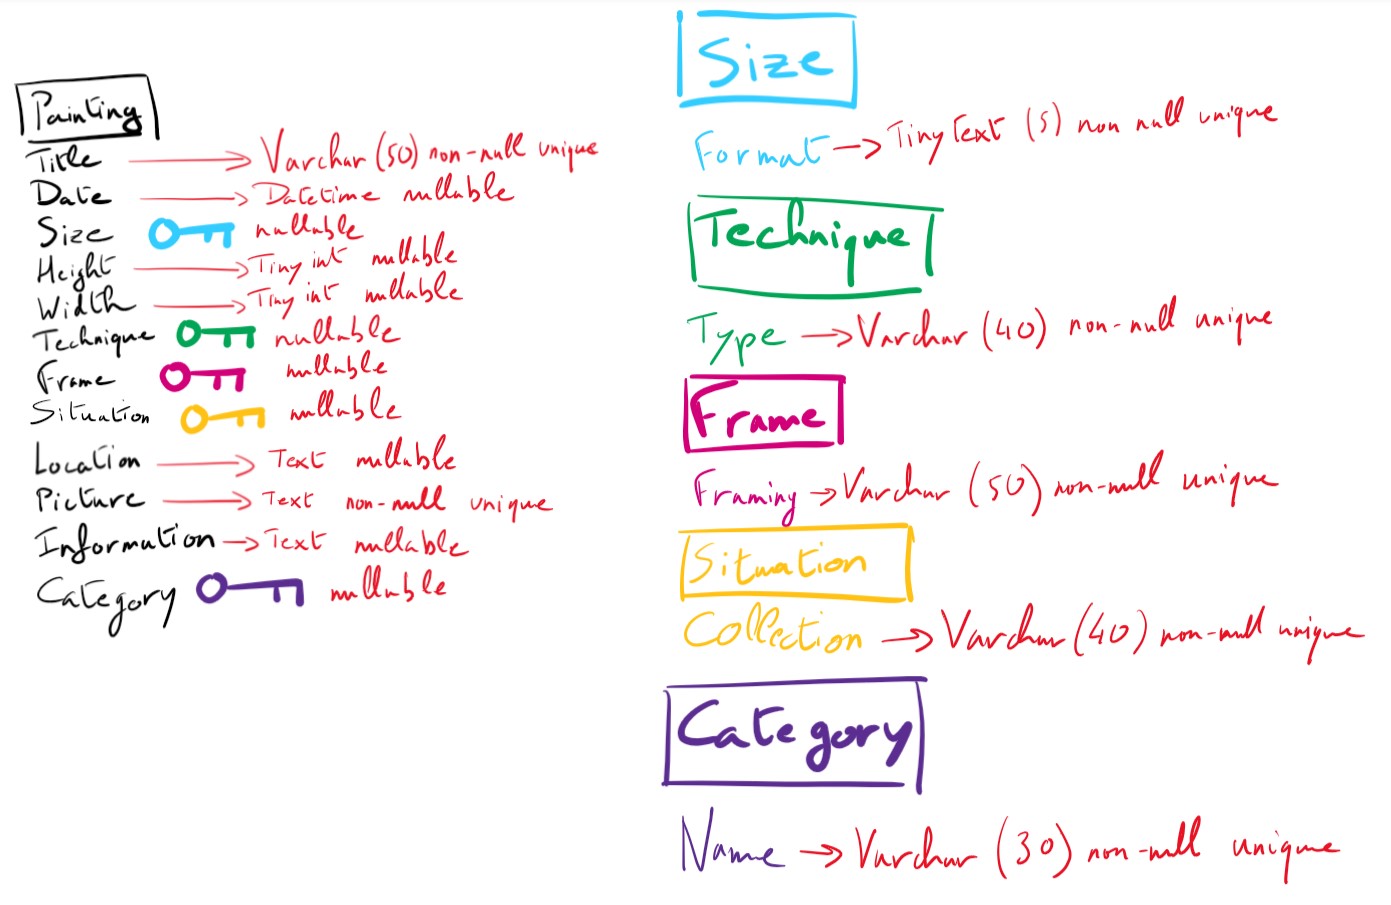 Painting
Title → Varchar (50) non-null unique
Date → Datetime nullable
Size nullable
Height → Tiny int nullable
Width → Tiny int nullable
Technique nullable
Frame nullable
Situation nullable
Location → Text nullable
Picture → Text non-null unique
Information → Text nullable
Category nullable
Size
Format → Tiny Text (5) non null unique
Technique
Type → Varchar (40) non-null unique
Frame
Framing → Varchar (50) non-null unique
Situation
Collection → Varchar (40) non-null unique
Category
Name → Varchar (30) non-null unique